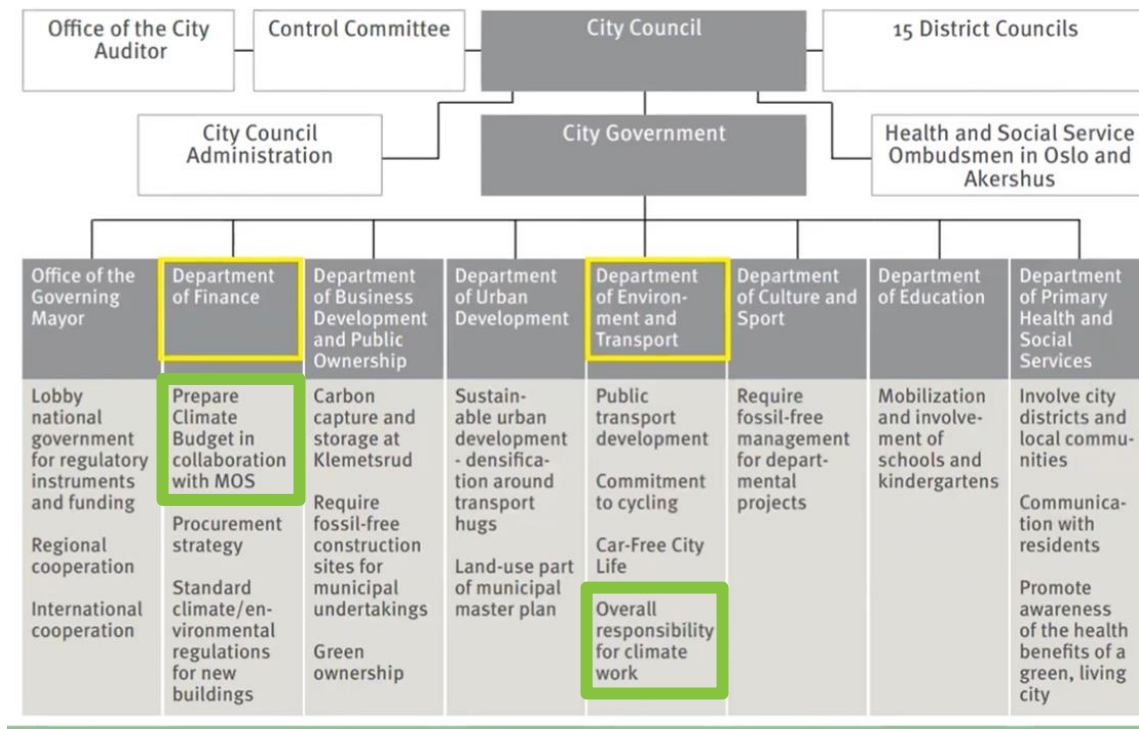 Office of the City
Auditor
Control Committee
City Council
15 District Councils
City Council
Administration
City Government
Health and Social Service
Ombudsmen in Oslo and
Akershus
Office of the
Governing
Mayor
Department
of Finance
Department
of Business
Development
and Public
Ownership
Department
of Urban
Development
Department
of Environ-
ment and
Transport
Department
of Culture and
Sport
Department
of Education
Department
of Primary
Health and
Social
Services
Lobby
national
government
for regulatory
instruments
and funding
Regional
cooperation
International
cooperation
Prepare
Climate
Budget in
collaboration
with MOS
Procurement
strategy
Standard
climate/en-
vironmental
regulations
for new
buildings
Carbon
capture and
storage at
Klemetsrud
Require
fossil-free
construction
sites for
municipal
undertakings
Green
ownership
Sustain-
able urban
development
- densifica-
tion around
transport
hugs
Land-use part
of municipal
master plan
Public
transport
development
Commitment
to cycling
Car-Free City
Life
Overall
responsibility
for climate
work
Require
fossil-free
management
for depart-
mental
projects
Mobilization
and involve-
ment of
schools and
kindergartens
Involve city
districts and
local commu-
nities
Communica-
tion with
residents
Promote
awareness
of the health
benefits of a
green, living
city